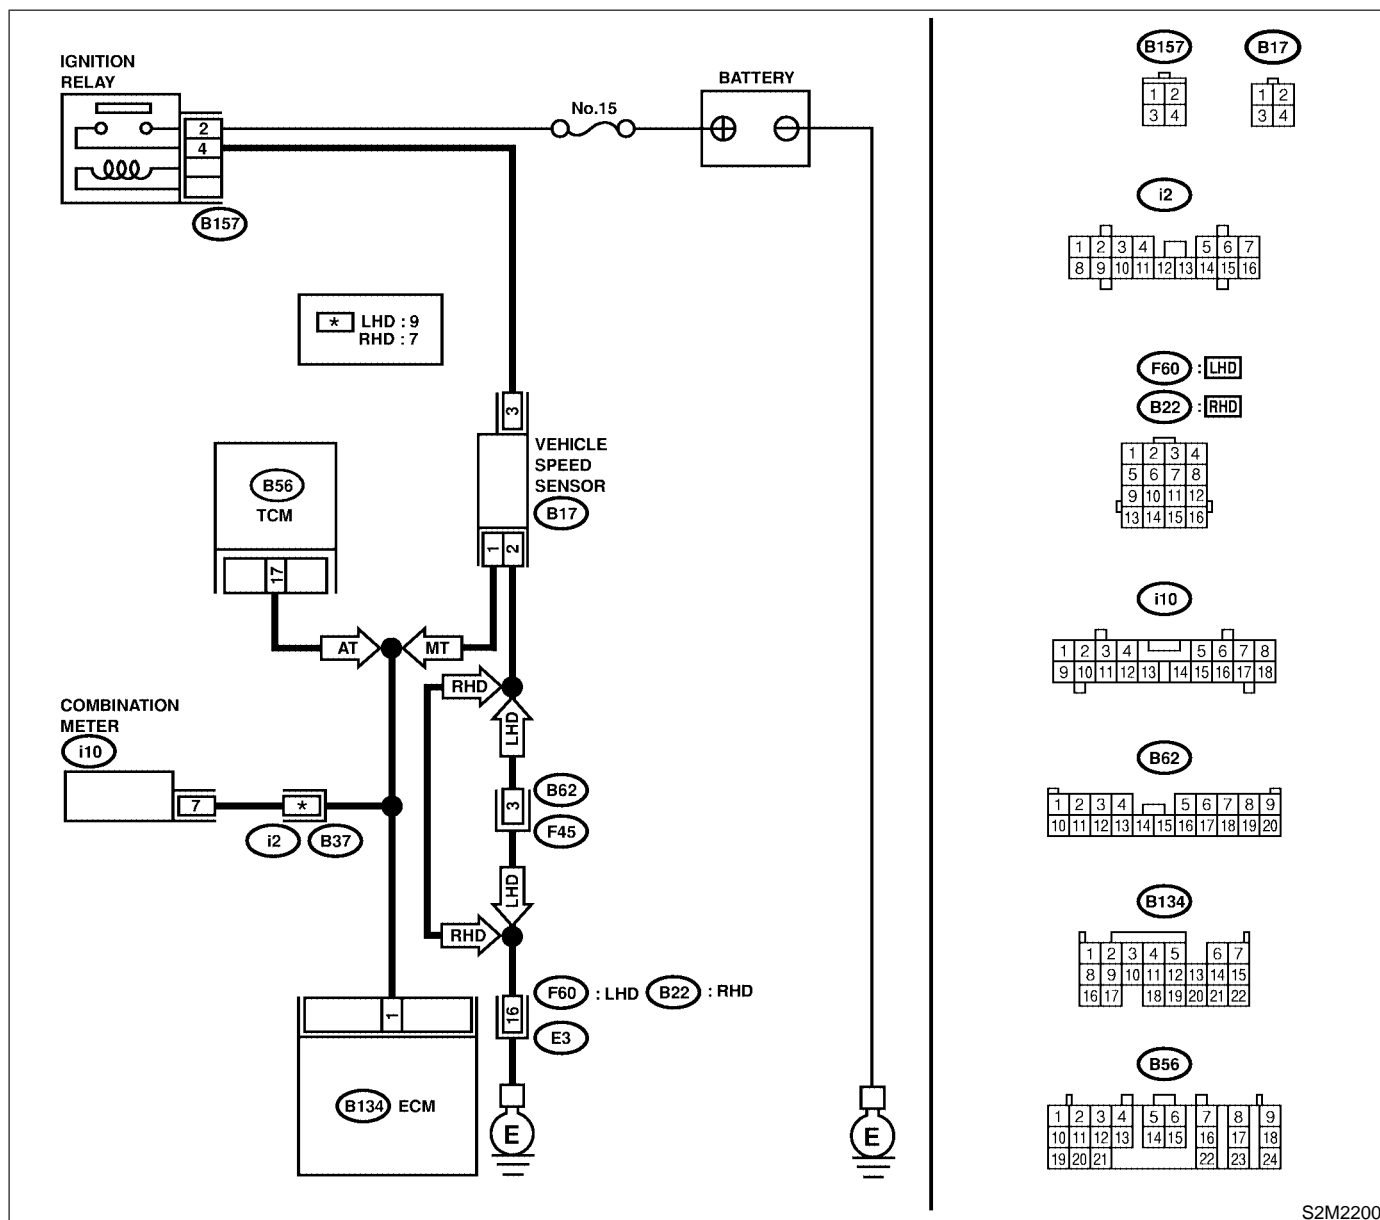 IGNITION
RELAY
2
4
B157
No.15
BATTERY
* LHD : 9
RHD : 7
3
VEHICLE
SPEED
SENSOR
B17
1 2
B56
TCM
17
AT
MT
RHD
LHD
COMBINATION
METER
i10
7
*
i2
B37
3
B62
F45
LHD
RHD
F60 : LHD B22 : RHD
16
E3
1
B134 ECM
E
E
B157
1 2
3 4
B17
1 2
3 4
i2
1 2 3 4 5 6 7
8 9 10 11 12 13 14 15 16
F60 : LHD
B22 : RHD
1 2 3 4
5 6 7 8
9 10 11 12
13 14 15 16
i10
1 2 3 4 5 6 7 8
9 10 11 12 13 14 15 16 17 18
B62
1 2 3 4 5 6 7 8 9
10 11 12 13 14 15 16 17 18 19 20
B134
1 2 3 4 5 6 7
8 9 10 11 12 13 14 15
16 17 18 19 20 21 22
B56
1 2 3 4 5 6 7 8 9
10 11 12 13 14 15 16 17 18
19 20 21 22 23 24
S2M2200